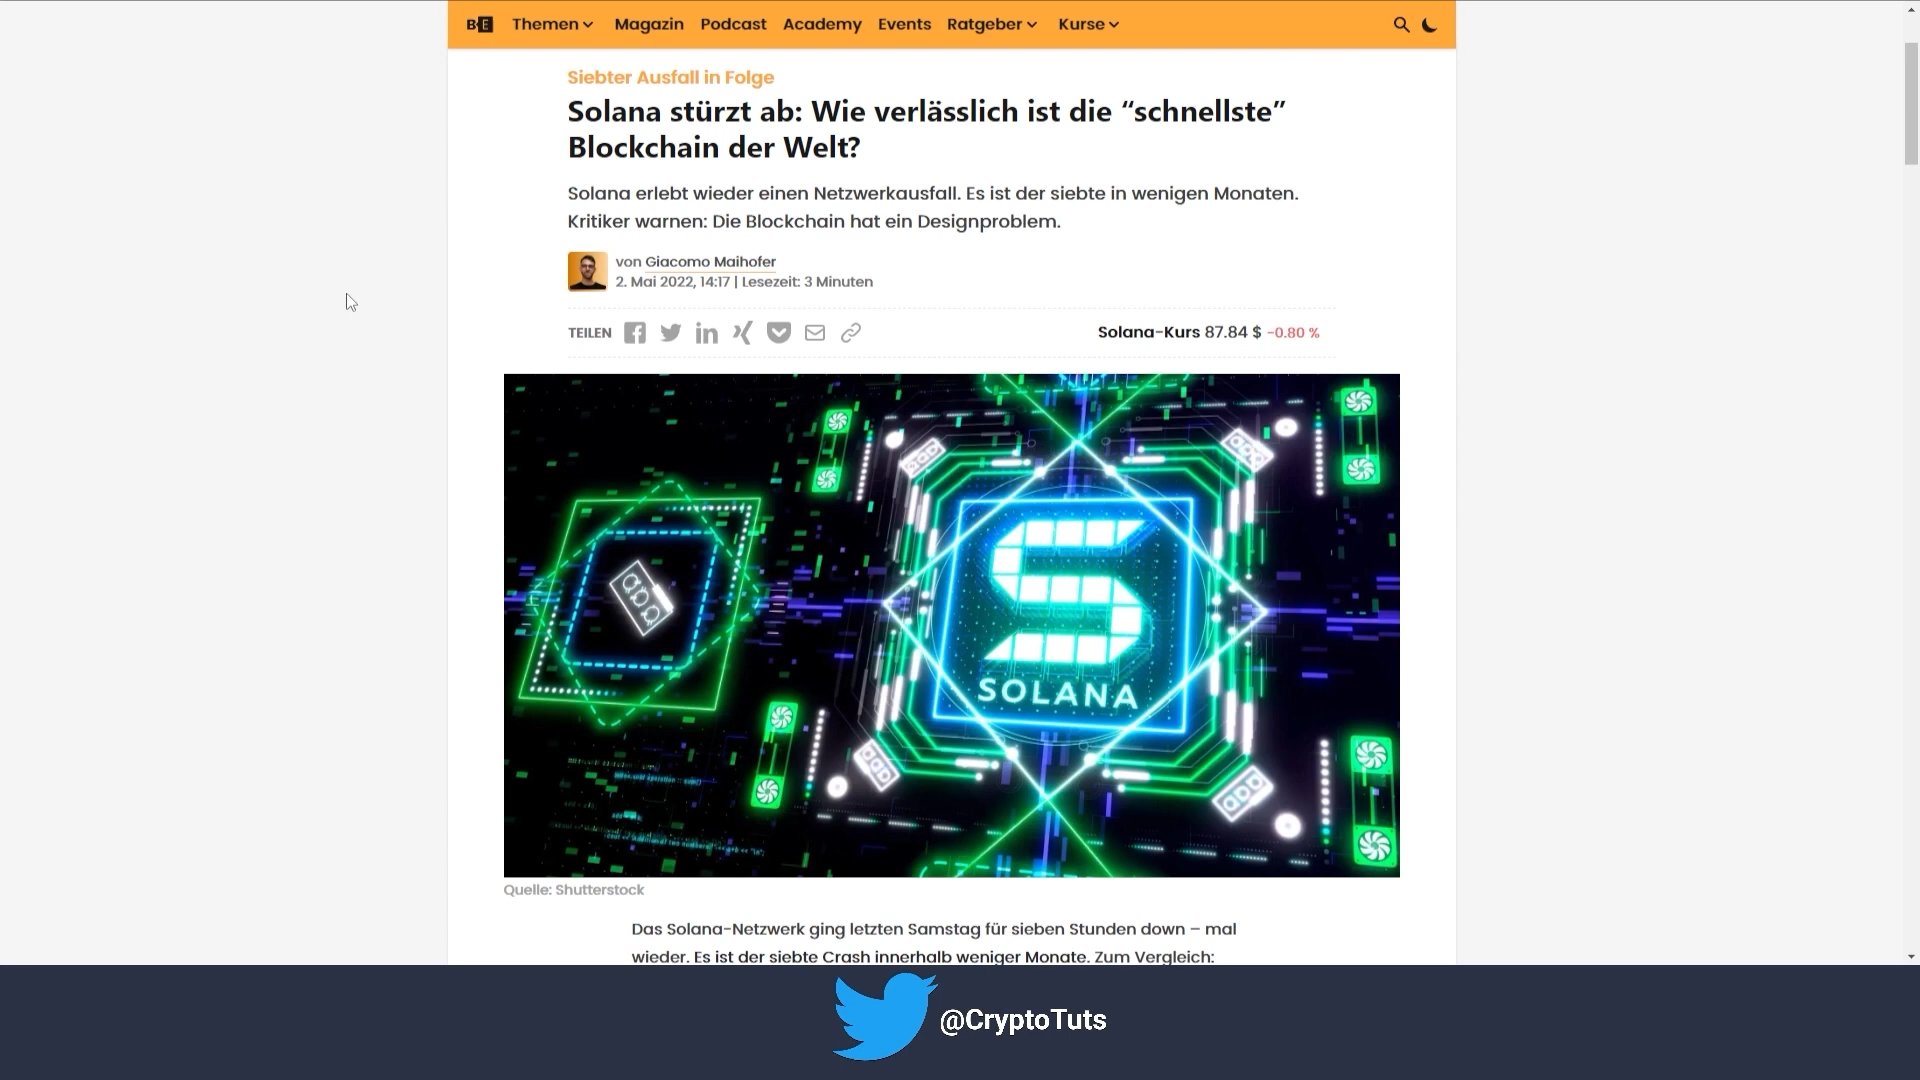 BE Themen Magazin Podcast Academy Events Ratgeber Kurse
Siebter Ausfall in Folge
Solana stürzt ab: Wie verlässlich ist die “schnellste”
Blockchain der Welt?
Solana erlebt wieder einen Netzwerkausfall. Es ist der siebte in wenigen Monaten.
Kritiker warnen: Die Blockchain hat ein Designproblem.
von Giacomo Maihofer
2. Mai 2022, 14:17 | Lesezeit: 3 Minuten
TEILEN
Solana-Kurs 87.84 $ -0.80 %
SOLANA
Quelle: Shutterstock
Das Solana-Netzwerk ging letzten Samstag für sieben Stunden down – mal
wieder. Es ist der siebte Crash innerhalb weniger Monate. Zum Vergleich:
@CryptoTuts